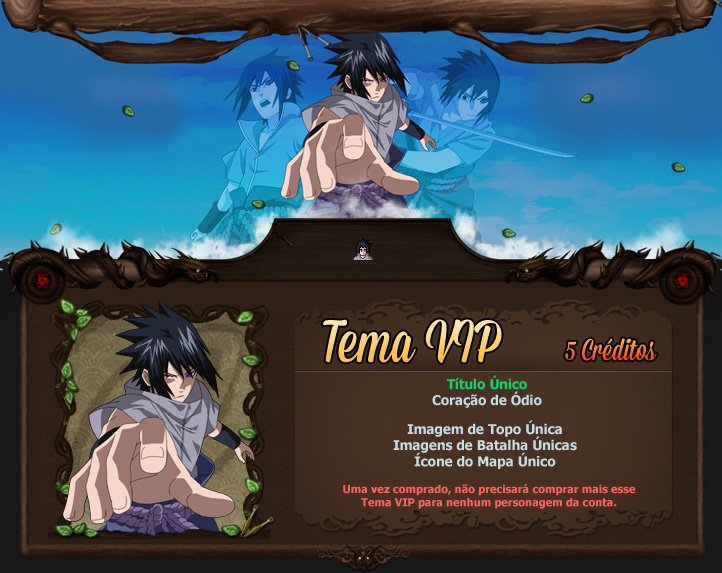 Tema VIP
5 Créditos
Título Único
Coração de Ódio
Imagem de Topo Única
Imagens de Batalha Únicas
Ícone do Mapa Único
Uma vez comprado, não precisará comprar mais esse
Tema VIP para nenhum personagem da conta.